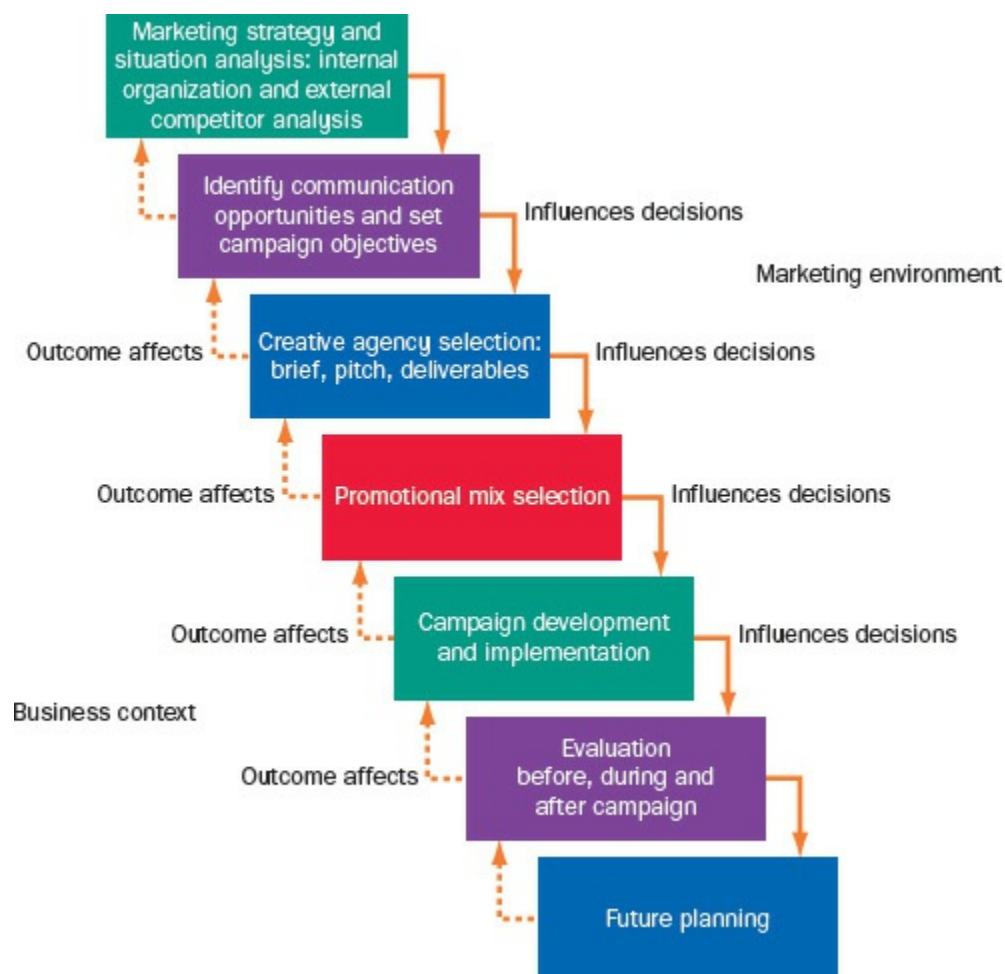 Marketing strategy and
situation analysis: internal
organization and external
competitor analysis
Identify communication
opportunities and set
campaign objectives
Influences decisions
Marketing environment
Creative agency selection:
brief, pitch, deliverables
Outcome affects
Influences decisions
Promotional mix selection
Outcome affects
Influences decisions
Campaign development
and implementation
Outcome affects
Influences decisions
Business context
Evaluation
before, during and
after campaign
Outcome affects
Future planning